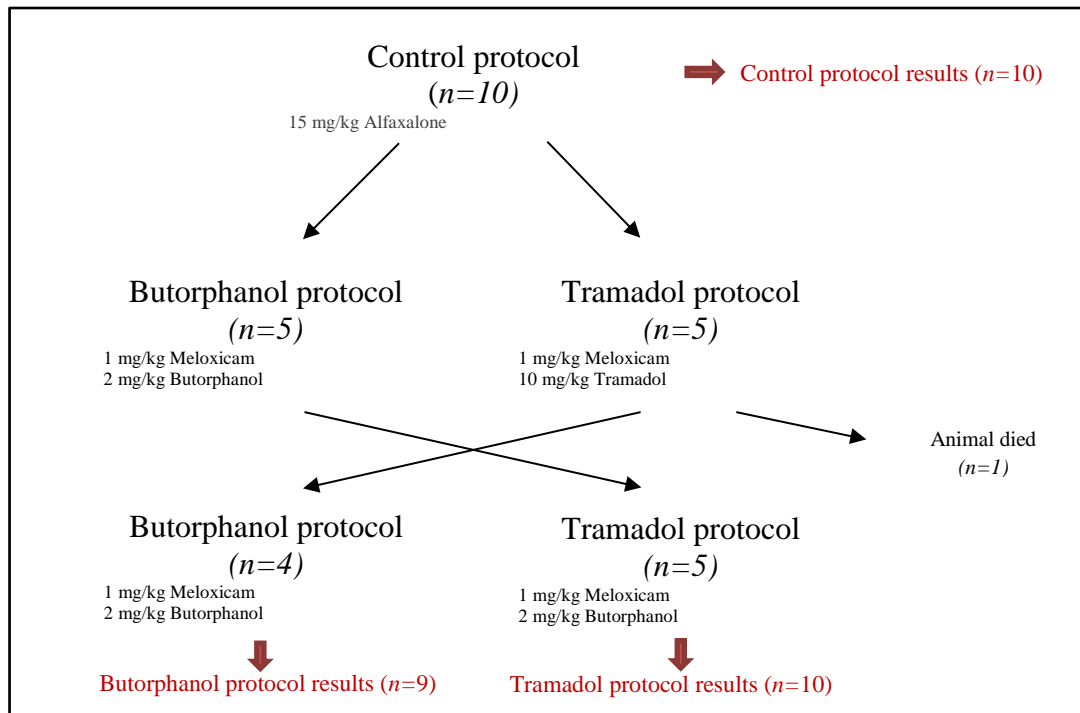 Control protocol
(n=10)
Control protocol results (n=10)
15 mg/kg Alfaxalone
Butorphanol protocol
(n=5)
1 mg/kg Meloxicam
2 mg/kg Butorphanol
Tramadol protocol
(n=5)
1 mg/kg Meloxicam
10 mg/kg Tramadol
Animal died
(n=1)
Butorphanol protocol
(n=4)
1 mg/kg Meloxicam
2 mg/kg Butorphanol
Tramadol protocol
(n=5)
1 mg/kg Meloxicam
2 mg/kg Butorphanol
Butorphanol protocol results (n=9)
Tramadol protocol results (n=10)